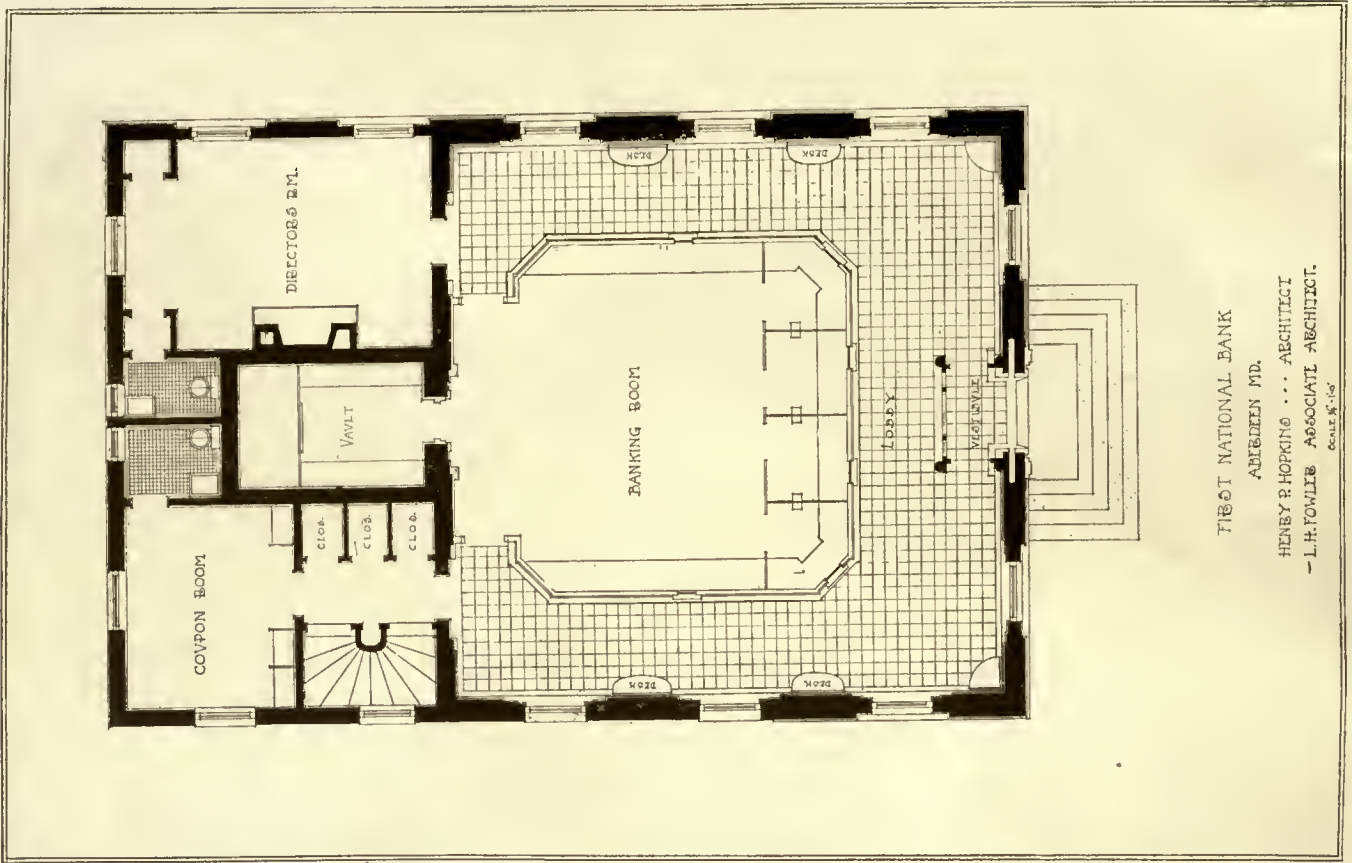 DIRECTORS RM.
VAULT
COUPON ROOM
CLOS.
CLOS.
CLOS.
BANKING ROOM
DESK
DESK
DESK
DESK
LOBBY
VESTIBULE
FIRST NATIONAL BANK
ABERDEEN MD.
HENRY P. HOPKINS ··· ARCHITECT
– L.H. FOWLER ASSOCIATE ARCHITECT.
SCALE